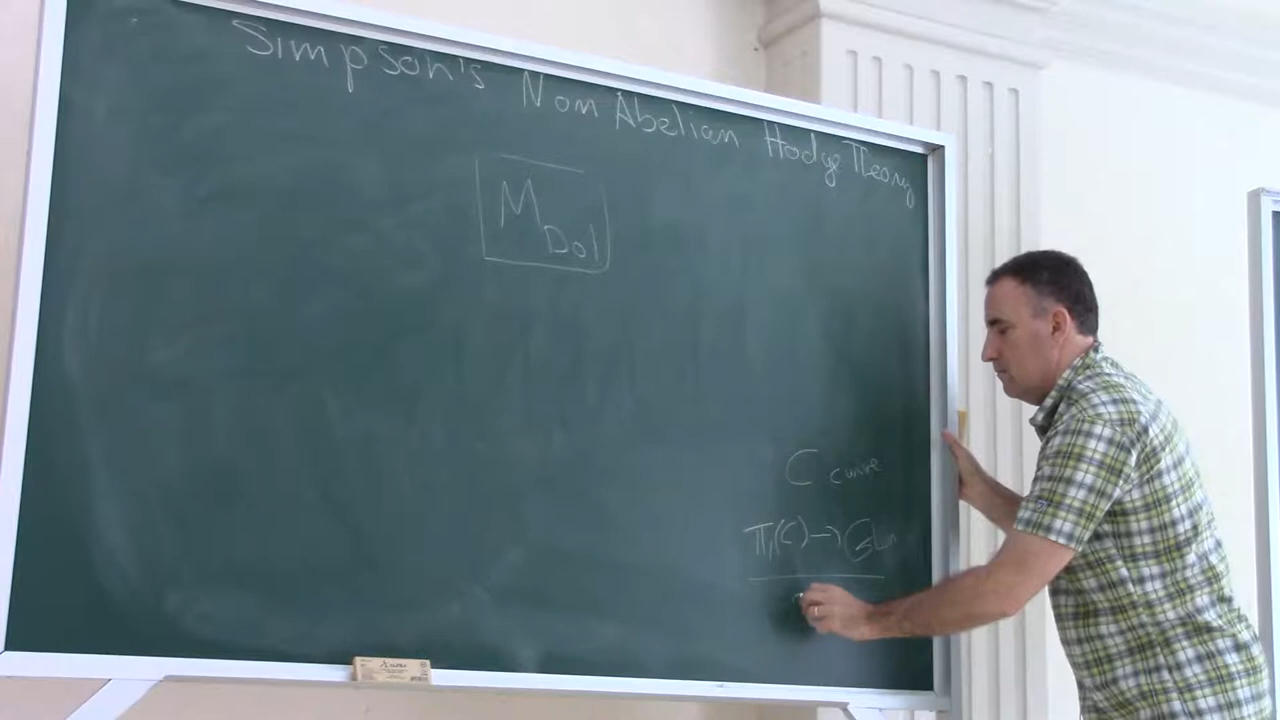 Simpson's Non Abelian Hodge Theory
M Dol
C curve
π₁(C) → GLn